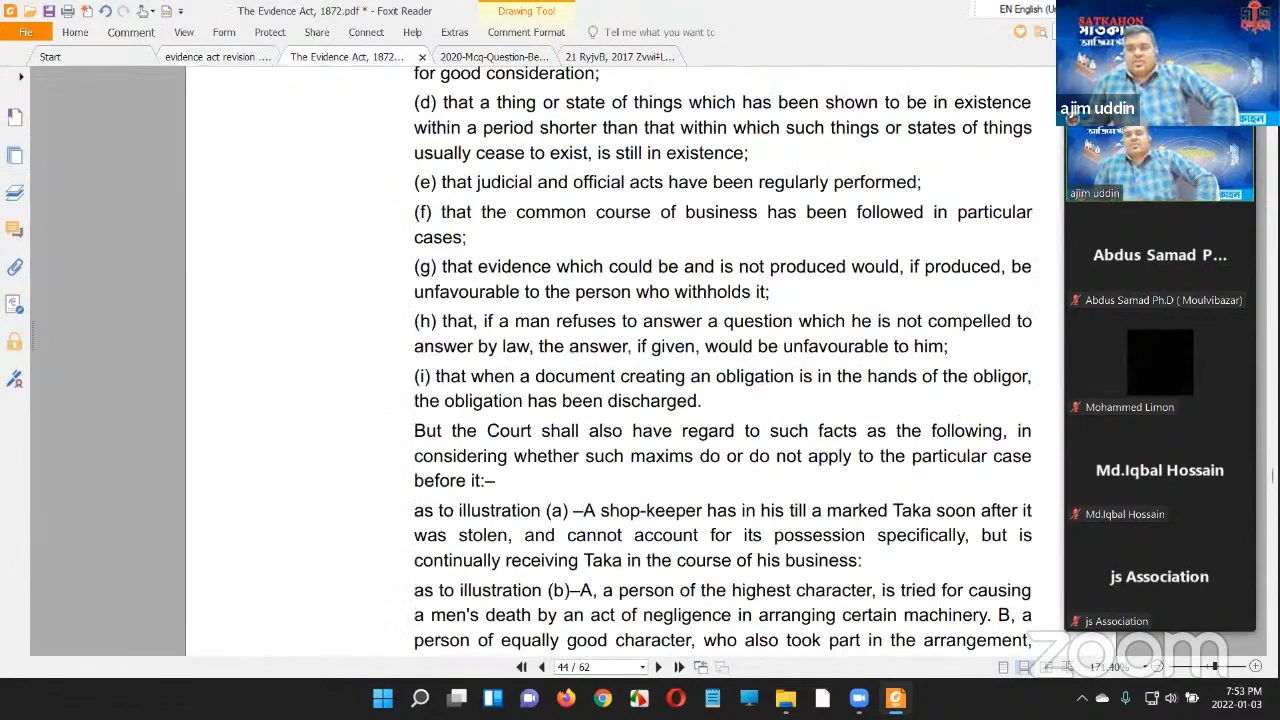 The Evidence Act, 1872.pdf * - Foxit Reader
Drawing Tool
EN English
File Home Comment View Form Protect Share Connect Help Extras Comment Format Tell me what you want to
Start
evidence act revision ....
The Evidence Act, 1872...
2020-Mcq-Question-Be...
21 RyjvB, 2017 Zvwi‡L...
for good consideration;
(d) that a thing or state of things which has been shown to be in existence
within a period shorter than that within which such things or states of things
usually cease to exist, is still in existence;
(e) that judicial and official acts have been regularly performed;
(f) that the common course of business has been followed in particular
cases;
(g) that evidence which could be and is not produced would, if produced, be
unfavourable to the person who withholds it;
(h) that, if a man refuses to answer a question which he is not compelled to
answer by law, the answer, if given, would be unfavourable to him;
(i) that when a document creating an obligation is in the hands of the obligor,
the obligation has been discharged.
But the Court shall also have regard to such facts as the following, in
considering whether such maxims do or do not apply to the particular case
before it:–
as to illustration (a) –A shop-keeper has in his till a marked Taka soon after it
was stolen, and cannot account for its possession specifically, but is
continually receiving Taka in the course of his business:
as to illustration (b)–A, a person of the highest character, is tried for causing
a men's death by an act of negligence in arranging certain machinery. B, a
person of equally good character, who also took part in the arrangement,
44 / 62
171.40%
SATKAHON
সাতকাহন
ajim uddin
ajim uddin
Abdus Samad P...
Abdus Samad Ph.D ( Moulvibazar)
Mohammed Limon
Md.Iqbal Hossain
Md.Iqbal Hossain
js Association
js Association
zoom
7:53 PM
2022-01-03